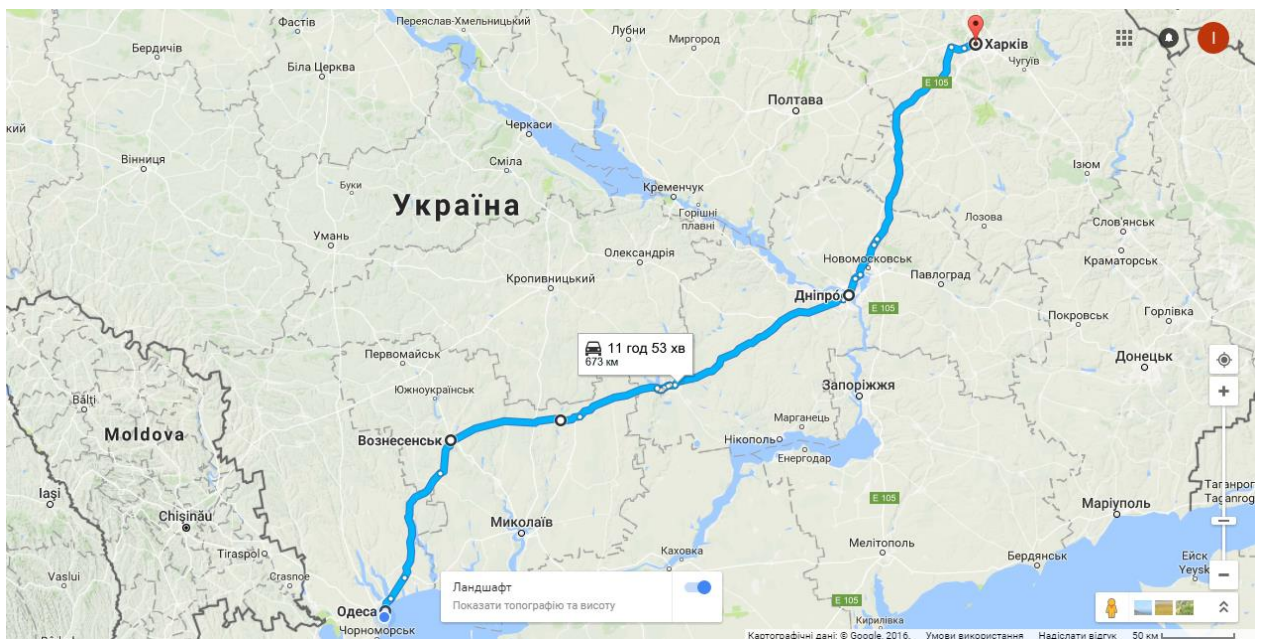 Фастів
Переяслав-Хмельницький
Лубни
Миргород
Бердичів
Біла Церква
Харків
Чугуїв
I
E 105
Полтава
Черкаси
кий
Вінниця
Сміла
Буки
Ізюм
Кременчук
Україна
Горішні
плавні
Лозова
Слов'янськ
Умань
Олександрія
Новомосковськ
Краматорськ
Кропивницький
Павлоград
Дніпро
E 105
Покровськ
Горлівка
11 год 53 хв
673 км
Первомайськ
Донецьк
Южноукраїнськ
Запоріжжя
Bălți
Марганець
Moldova
Вознесенськ
Нікополь
Енергодар
Iași
E 105
Таганрог
Taganrog
Маріуполь
Chișinău
Миколаїв
Мелітополь
Tiraspol
Каховка
Бердянськ
Ейск
Yeysk
Vaslui
Crasnoe
Ландшафт
Показати топографію та висоту
E 105
Одеса
Чорноморськ
Кирилівка
Картографічні дані: © Google, 2016. Умови використання Надіслати відгук 50 км